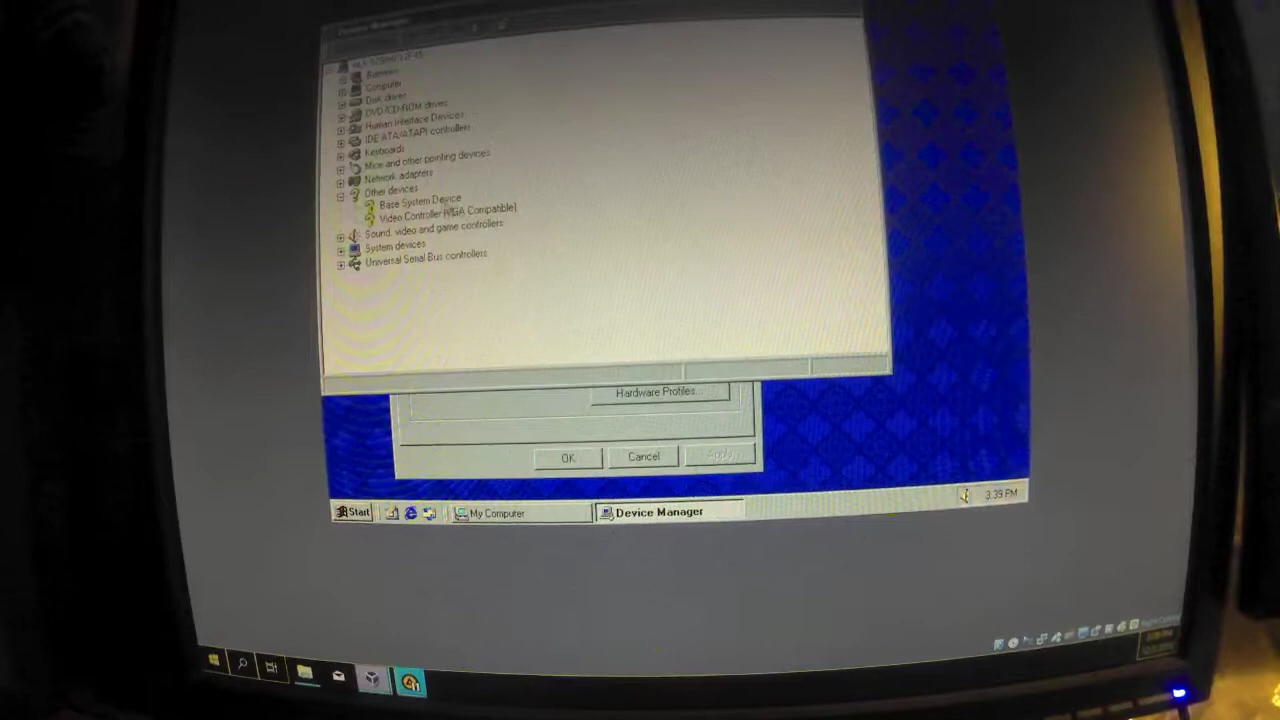 Device Manager
Batteries
Computer
Disk drives
DVD/CD-ROM drives
Human Interface Devices
IDE ATA/ATAPI controllers
Keyboards
Mice and other pointing devices
Network adapters
Other devices
Base System Device
Video Controller (VGA Compatible)
Sound, video and game controllers
System devices
Universal Serial Bus controllers
Hardware Profiles...
OK
Cancel
Apply
Start
My Computer
Device Manager
3:39 PM